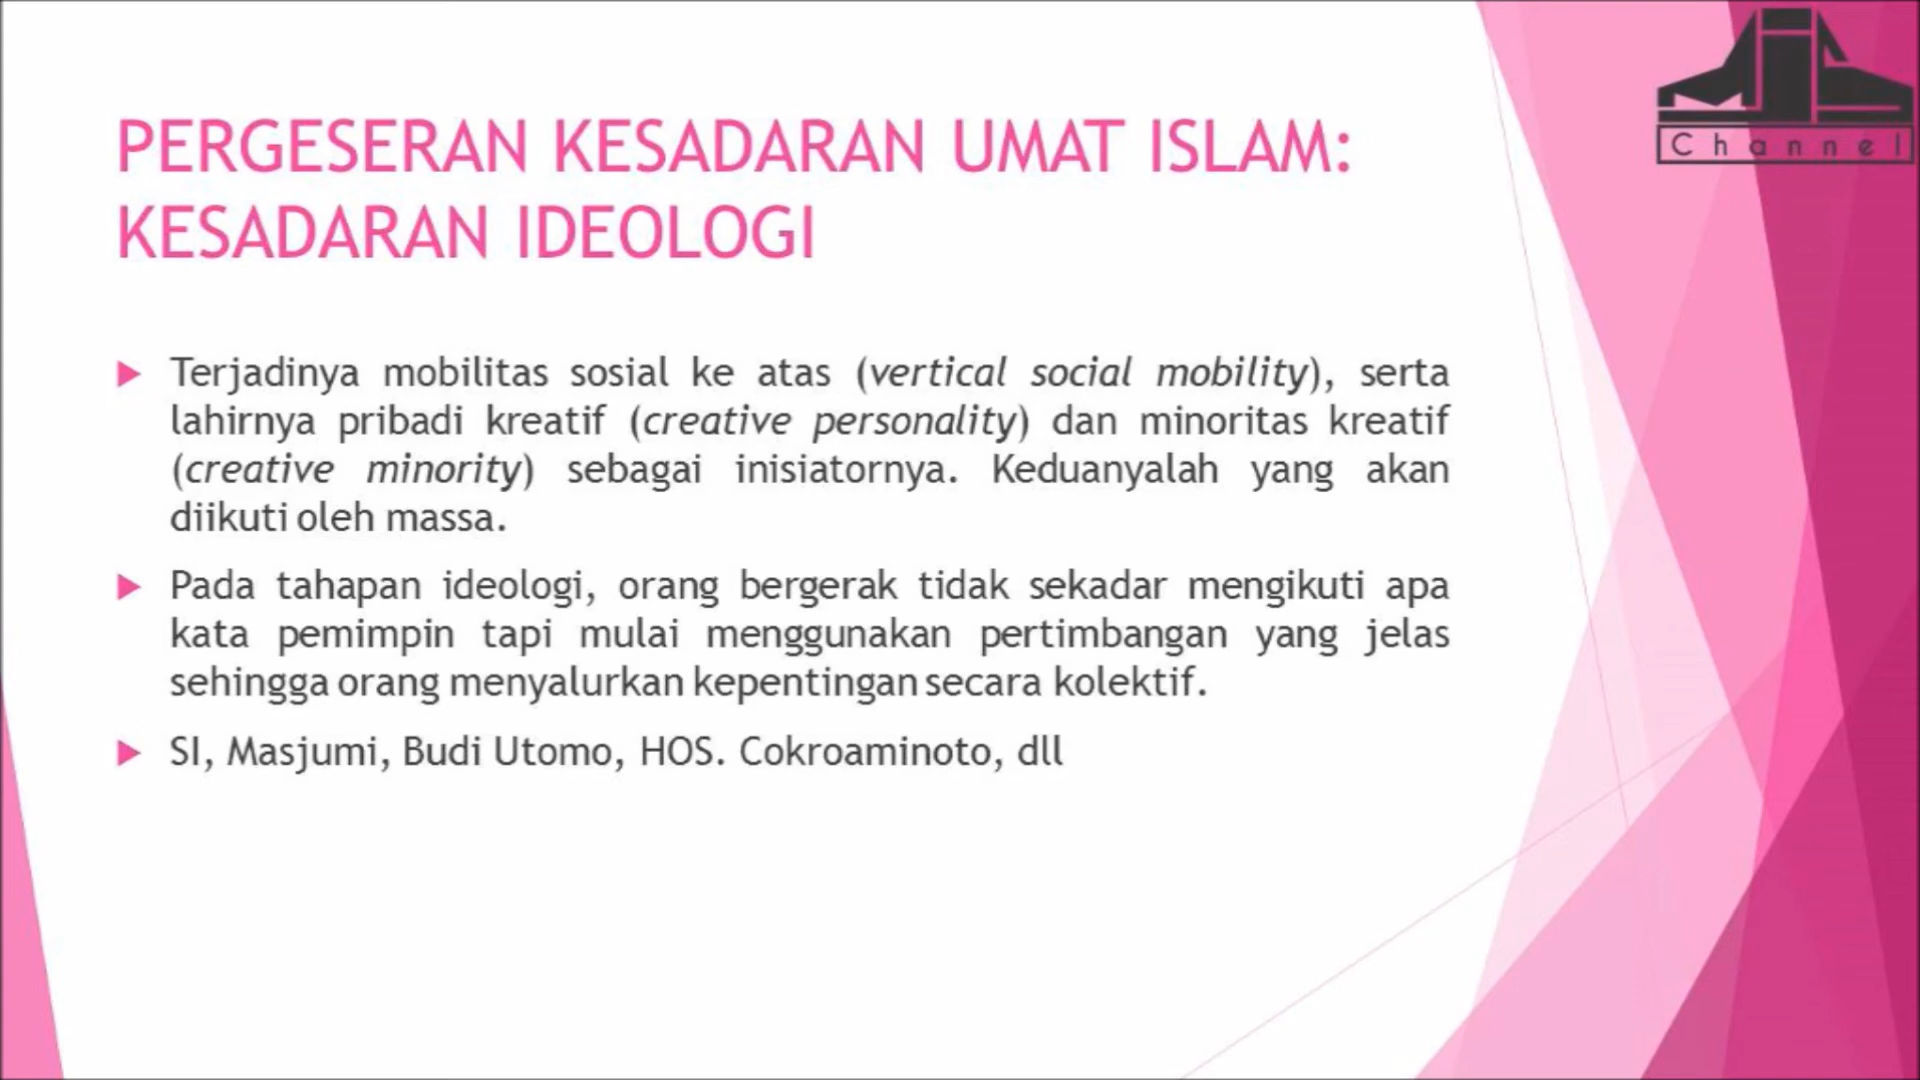 PERGESERAN KESADARAN UMAT ISLAM:
KESADARAN IDEOLOGI
Terjadinya mobilitas sosial ke atas (vertical social mobility), serta
lahirnya pribadi kreatif (creative personality) dan minoritas kreatif
(creative minority) sebagai inisiatornya. Keduanyalah yang akan
diikuti oleh massa.
Pada tahapan ideologi, orang bergerak tidak sekadar mengikuti apa
kata pemimpin tapi mulai menggunakan pertimbangan yang jelas
sehingga orang menyalurkan kepentingan secara kolektif.
SI, Masjumi, Budi Utomo, HOS. Cokroaminoto, dll
Channel